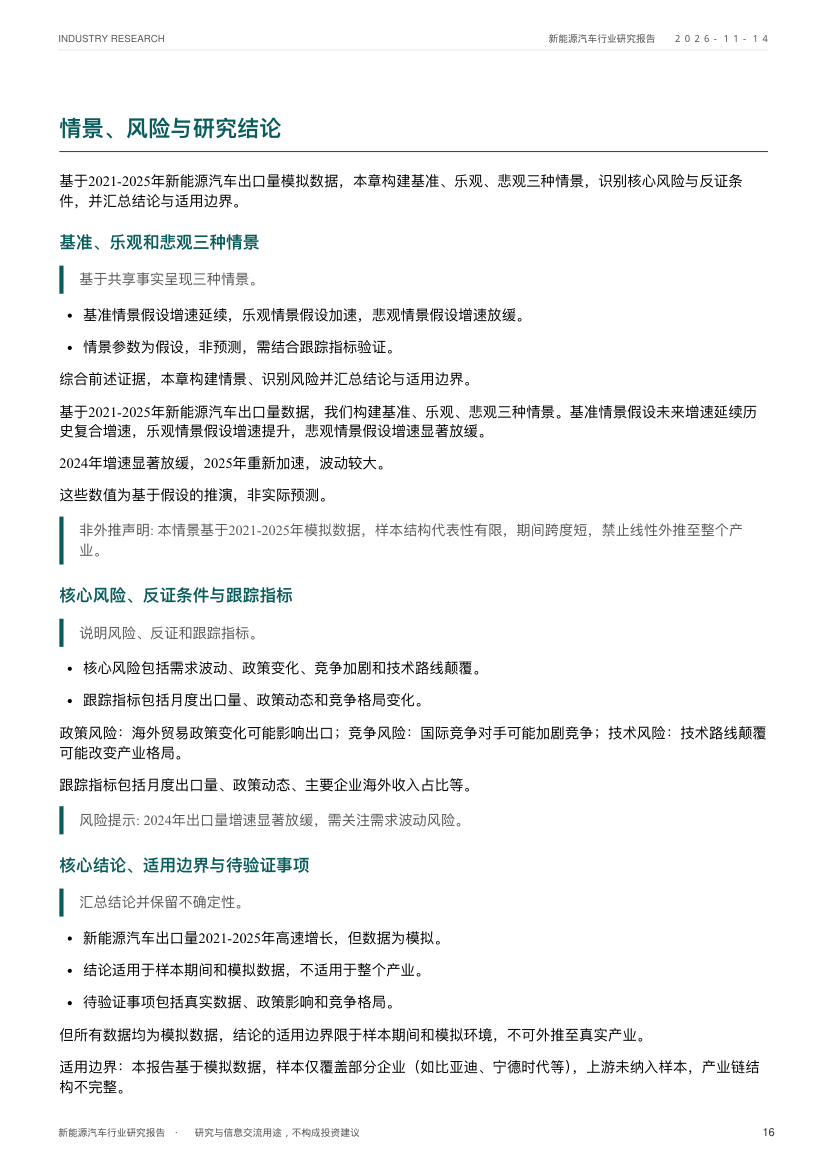 INDUSTRY RESEARCH
新能源汽车行业研究报告 2026-11-14
情景、风险与研究结论
基于2021-2025年新能源汽车出口量模拟数据，本章构建基准、乐观、悲观三种情景，识别核心风险与反证条
件，并汇总结论与适用边界。
基准、乐观和悲观三种情景
基于共享事实呈现三种情景。
• 基准情景假设增速延续，乐观情景假设加速，悲观情景假设增速放缓。
• 情景参数为假设，非预测，需结合跟踪指标验证。
综合前述证据，本章构建情景、识别风险并汇总结论与适用边界。
基于2021-2025年新能源汽车出口量数据，我们构建基准、乐观、悲观三种情景。基准情景假设未来增速延续历
史复合增速，乐观情景假设增速提升，悲观情景假设增速显著放缓。
2024年增速显著放缓，2025年重新加速，波动较大。
这些数值为基于假设的推演，非实际预测。
非外推声明: 本情景基于2021-2025年模拟数据，样本结构代表性有限，期间跨度短，禁止线性外推至整个产
业。
核心风险、反证条件与跟踪指标
说明风险、反证和跟踪指标。
• 核心风险包括需求波动、政策变化、竞争加剧和技术路线颠覆。
• 跟踪指标包括月度出口量、政策动态和竞争格局变化。
政策风险：海外贸易政策变化可能影响出口；竞争风险：国际竞争对手可能加剧竞争；技术风险：技术路线颠覆
可能改变产业格局。
跟踪指标包括月度出口量、政策动态、主要企业海外收入占比等。
风险提示: 2024年出口量增速显著放缓，需关注需求波动风险。
核心结论、适用边界与待验证事项
汇总结论并保留不确定性。
• 新能源汽车出口量2021-2025年高速增长，但数据为模拟。
• 结论适用于样本期间和模拟数据，不适用于整个产业。
• 待验证事项包括真实数据、政策影响和竞争格局。
但所有数据均为模拟数据，结论的适用边界限于样本期间和模拟环境，不可外推至真实产业。
适用边界：本报告基于模拟数据，样本仅覆盖部分企业（如比亚迪、宁德时代等），上游未纳入样本，产业链结
构不完整。
新能源汽车行业研究报告 · 研究与信息交流用途，不构成投资建议
16